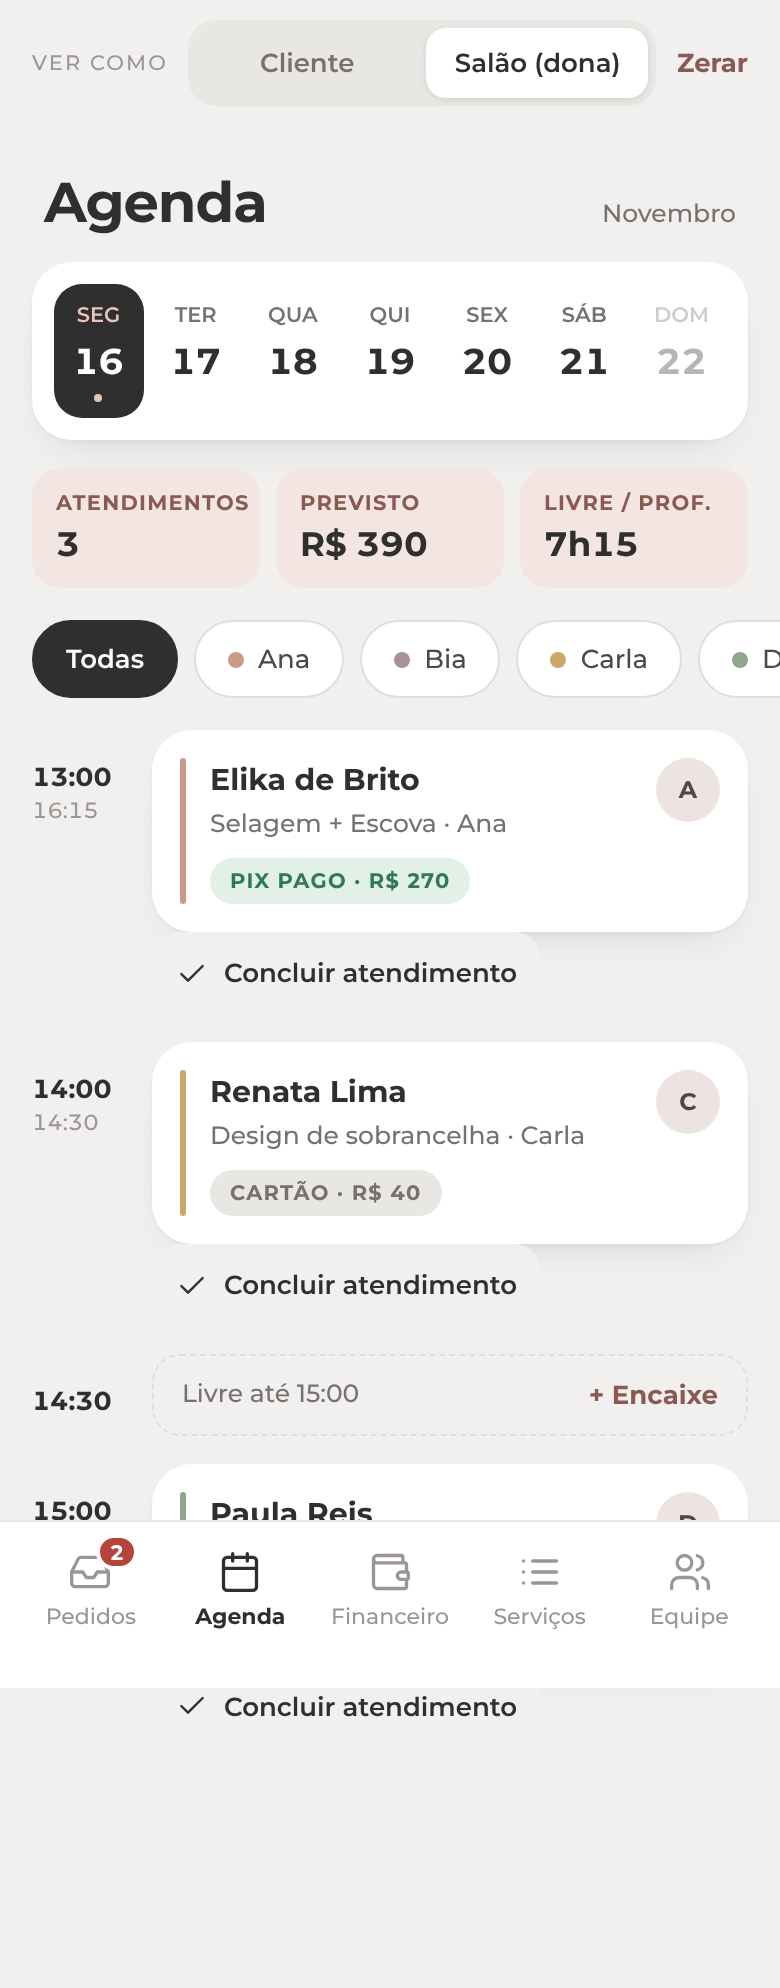 VER COMO
Cliente
Salão (dona)
Zerar
Agenda
Novembro
SEG TER QUA QUI SEX SÁB DOM
16 17 18 19 20 21 22
ATENDIMENTOS
3
PREVISTO
R$ 390
LIVRE / PROF.
7h15
Todas
Ana
Bia
Carla
13:00
16:15
Elika de Brito
A
Selagem + Escova · Ana
PIX PAGO · R$ 270
Concluir atendimento
14:00
14:30
Renata Lima
C
Design de sobrancelha · Carla
CARTÃO · R$ 40
Concluir atendimento
14:30
Livre até 15:00
+ Encaixe
15:00
Paula Reis
2
Pedidos
Agenda
Financeiro
Serviços
Equipe
Concluir atendimento